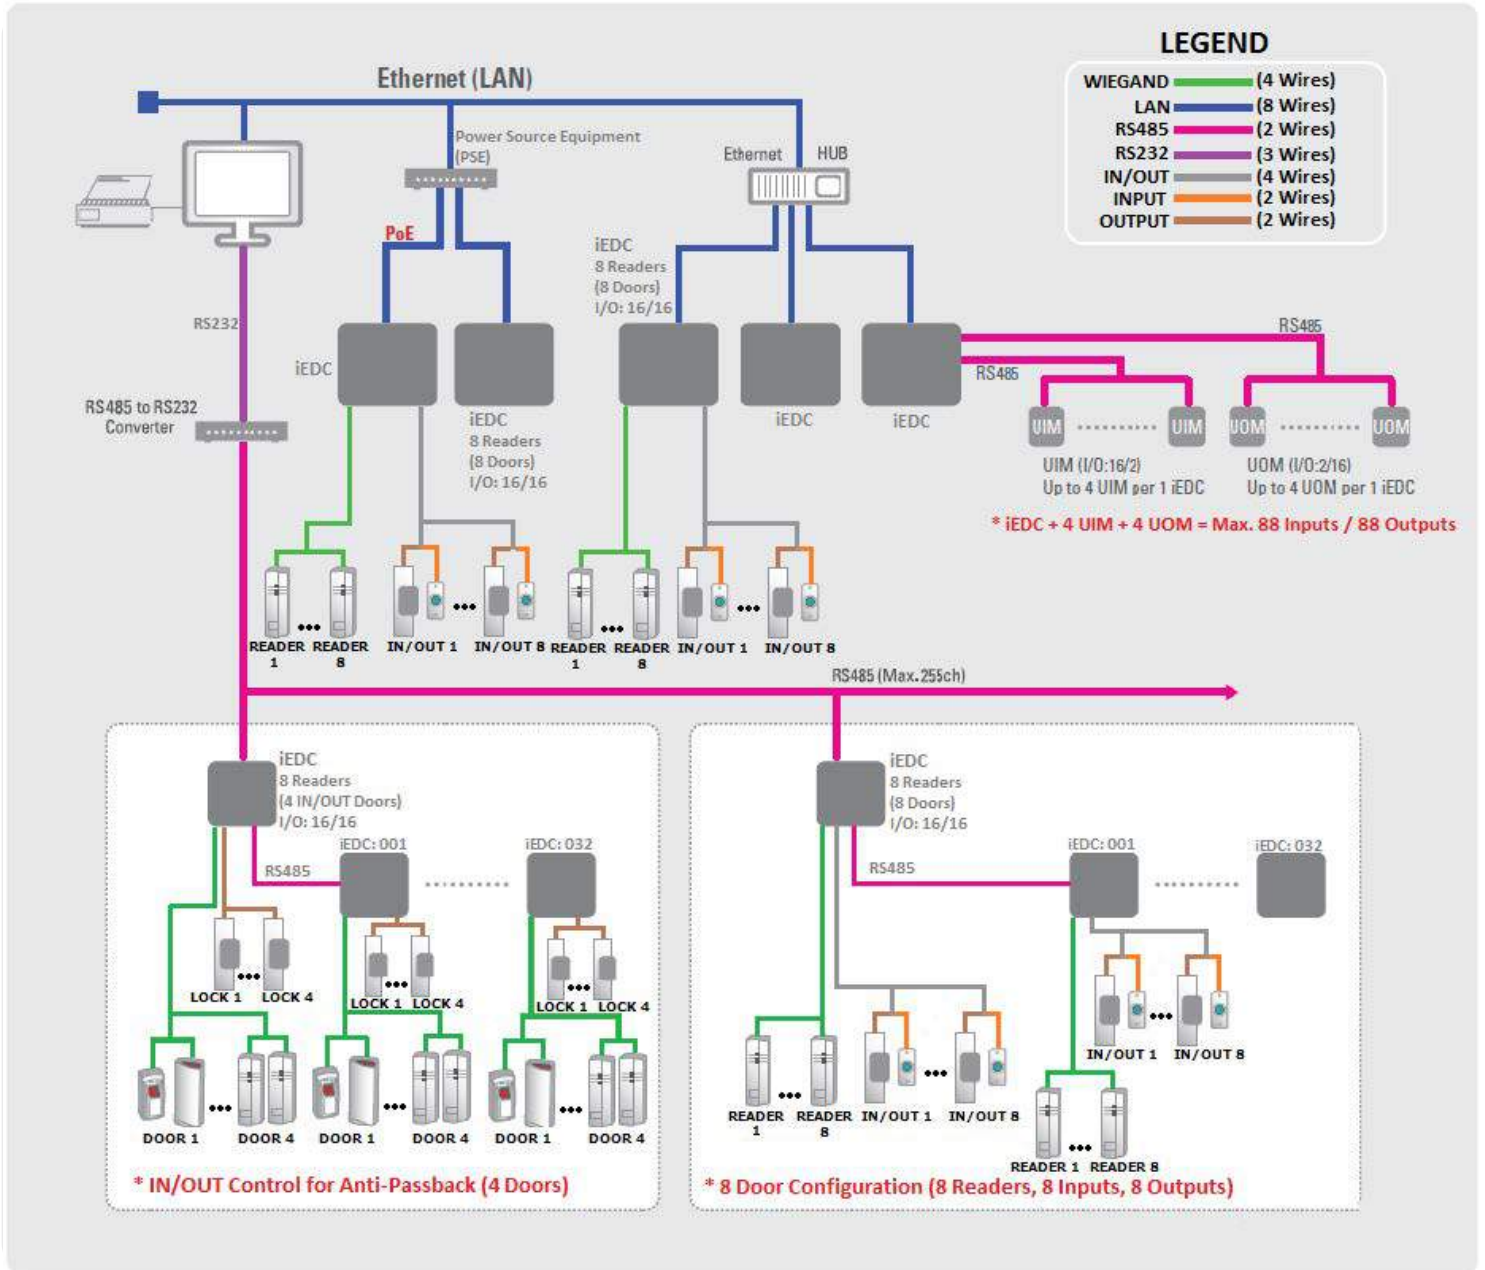 LEGEND
WIEGAND (4 Wires)
LAN (8 Wires)
RS485 (2 Wires)
RS232 (3 Wires)
IN/OUT (4 Wires)
INPUT (2 Wires)
OUTPUT (2 Wires)
Ethernet (LAN)
Power Source Equipment
(PSE)
Ethernet HUB
PoE
iEDC
8 Readers
(8 Doors)
I/O: 16/16
RS232
iEDC
iEDC
8 Readers
(8 Doors)
I/O: 16/16
iEDC
iEDC
RS485
RS485
RS485 to RS232
Converter
UIM UIM UOM UOM
UIM (I/O:16/2)
Up to 4 UIM per 1 iEDC
UOM (I/O:2/16)
Up to 4 UOM per 1 iEDC
* iEDC + 4 UIM + 4 UOM = Max. 88 Inputs / 88 Outputs
READER
1
READER
8
IN/OUT 1
IN/OUT 8
READER
1
READER
8
IN/OUT 1
IN/OUT 8
RS485 (Max.255ch)
iEDC
8 Readers
(4 IN/OUT Doors)
I/O: 16/16
iEDC: 001
iEDC: 032
RS485
LOCK 1 LOCK 4
LOCK 1 LOCK 4
LOCK 1 LOCK 4
DOOR 1 DOOR 4 DOOR 1 DOOR 4 DOOR 1 DOOR 4
* IN/OUT Control for Anti-Passback (4 Doors)
iEDC
8 Readers
(8 Doors)
I/O: 16/16
iEDC: 001
iEDC: 032
RS485
IN/OUT 1 IN/OUT 8
READER
1
READER
8
IN/OUT 1 IN/OUT 8
READER 1 READER 8
* 8 Door Configuration (8 Readers, 8 Inputs, 8 Outputs)